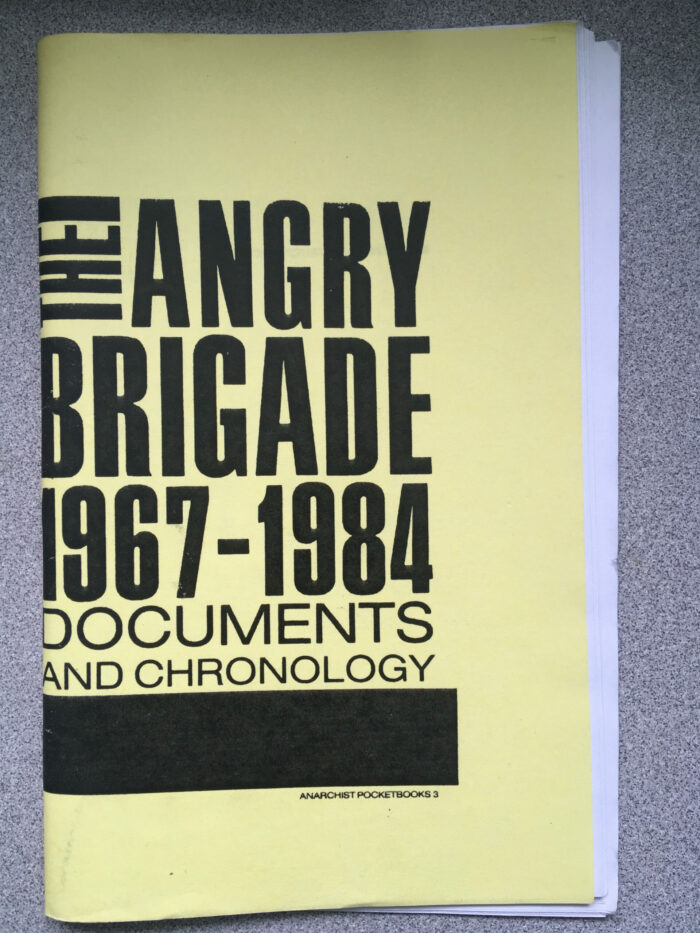 THE ANGRY
BRIGADE
1967-1984
DOCUMENTS
AND CHRONOLOGY
ANARCHIST POCKETBOOKS 3